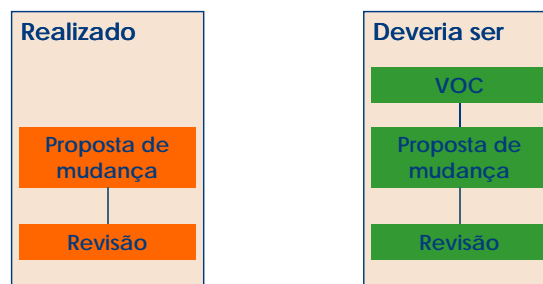 Realizado
Proposta de
mudança
Revisão
Deveria ser
VOC
Proposta de
mudança
Revisão